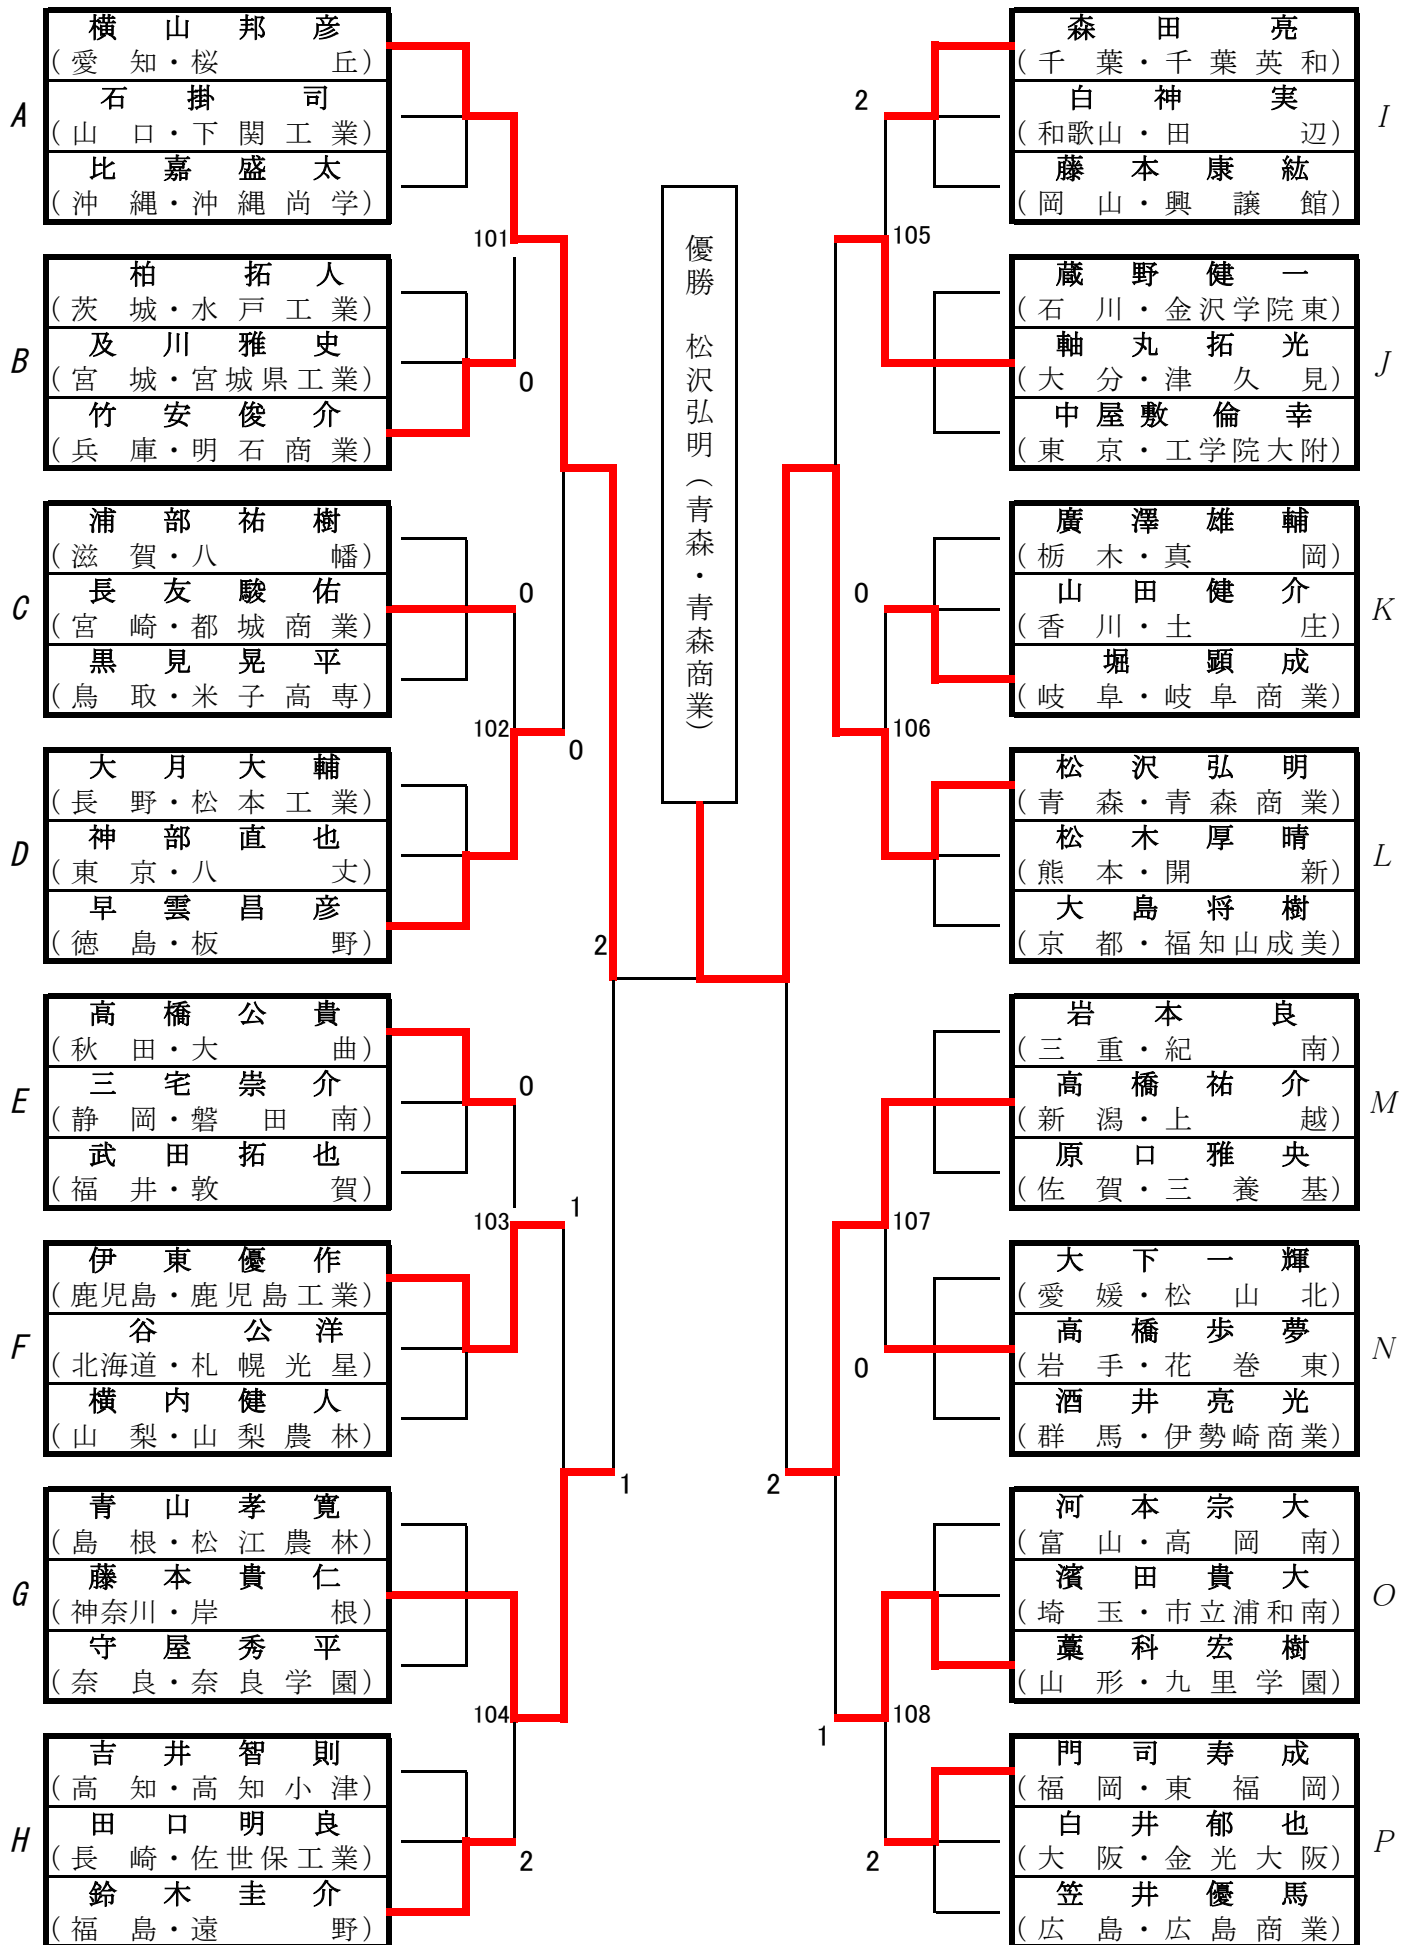 A
横山邦彦
(愛知・桜丘)
石掛司
(山口・下関工業)
比嘉盛太
(沖縄・沖縄尚学)
B
柏拓人
(茨城・水戸工業)
及川雅史
(宮城・宮城県工業)
竹安俊介
(兵庫・明石商業)
C
浦部祐樹
(滋賀・八幡)
長友駿佑
(宮崎・都城商業)
黒見晃平
(鳥取・米子高専)
D
大月大輔
(長野・松本工業)
神部直也
(東京・八丈)
早雲昌彦
(徳島・板野)
E
高橋公貴
(秋田・大曲)
三宅崇介
(静岡・磐田南)
武田拓也
(福井・敦賀)
F
伊東優作
(鹿児島・鹿児島工業)
谷公洋
(北海道・札幌光星)
横内健人
(山梨・山梨農林)
G
青山孝寛
(島根・松江農林)
藤本貴仁
(神奈川・岸根)
守屋秀平
(奈良・奈良学園)
H
吉井智則
(高知・高知小津)
田口明良
(長崎・佐世保工業)
鈴木圭介
(福島・遠野)
101
0
0
102
0
2
0
103
1
1
104
2
優勝 松沢弘明(青森・青森商業)
2
105
0
106
107
0
2
108
1
2
森田亮
(千葉・千葉英和)
白神実
(和歌山・田辺)
藤本康紘
(岡山・興譲館)
I
蔵野健一
(石川・金沢学院東)
軸丸拓光
(大分・津久見)
中屋敷倫幸
(東京・工学院大附)
J
廣澤雄輔
(栃木・真岡)
山田健介
(香川・土庄)
堀顕成
(岐阜・岐阜商業)
K
松沢弘明
(青森・青森商業)
松木厚晴
(熊本・開新)
大島将樹
(京都・福知山成美)
L
岩本良
(三重・紀南)
高橋祐介
(新潟・上越)
原口雅央
(佐賀・三養基)
M
大下一輝
(愛媛・松山北)
高橋歩夢
(岩手・花巻東)
酒井亮光
(群馬・伊勢崎商業)
N
河本宗大
(富山・高岡南)
濱田貴大
(埼玉・市立浦和南)
藁科宏樹
(山形・九里学園)
O
門司寿成
(福岡・東福岡)
白井郁也
(大阪・金光大阪)
笠井優馬
(広島・広島商業)
P